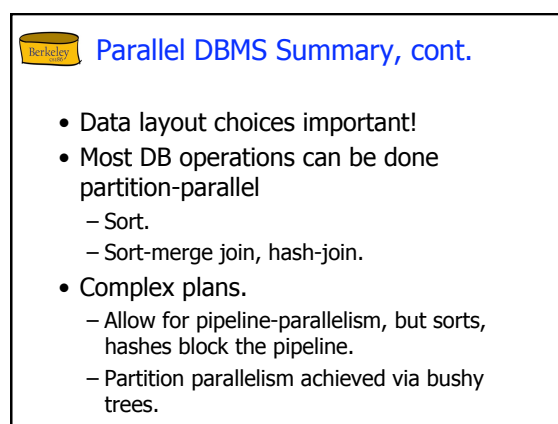 Berkeley
cs186
Parallel DBMS Summary, cont.
• Data layout choices important!
• Most DB operations can be done
partition-parallel
– Sort.
– Sort-merge join, hash-join.
• Complex plans.
– Allow for pipeline-parallelism, but sorts,
hashes block the pipeline.
– Partition parallelism achieved via bushy
trees.